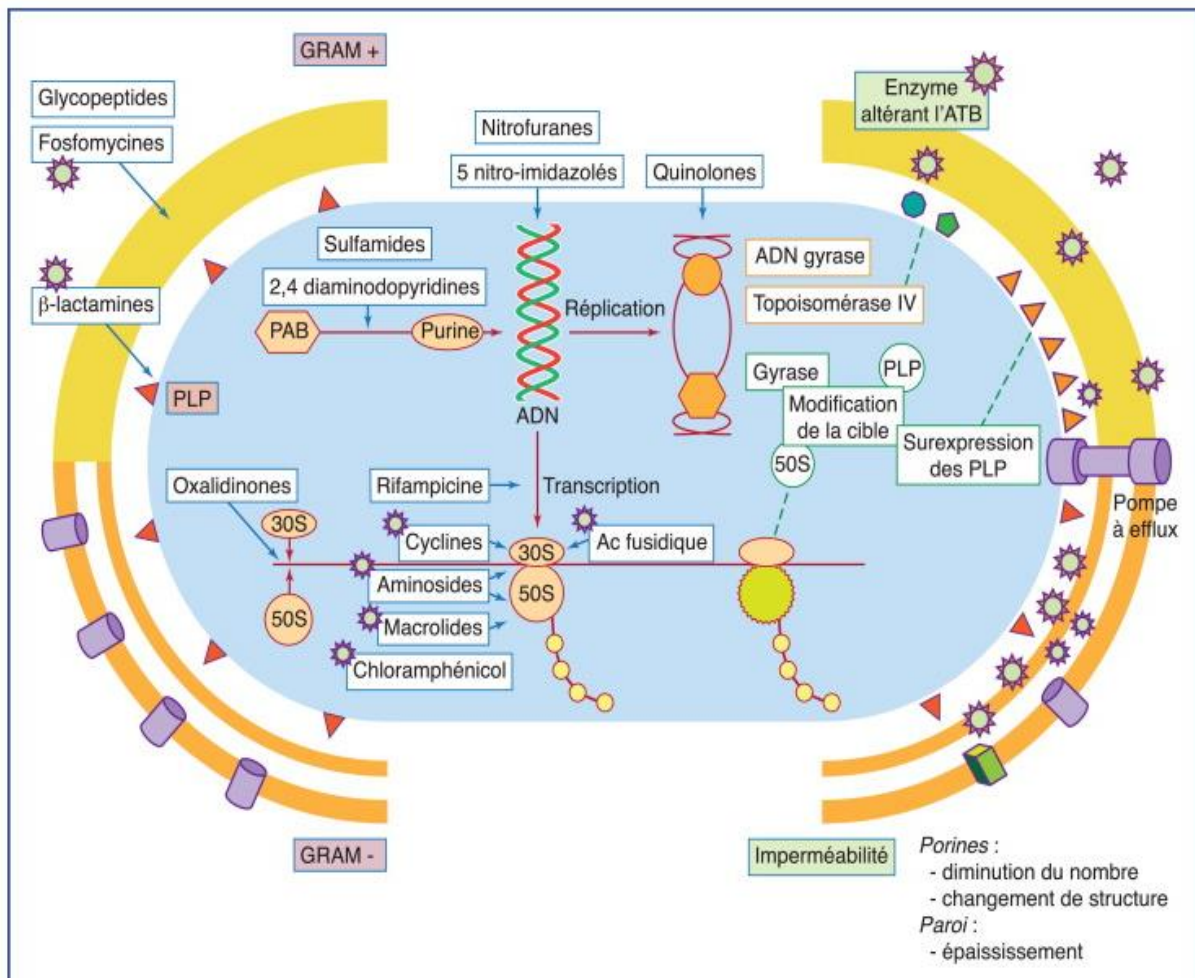 GRAM +
Glycopeptides
Fosfomycines
β-lactamines
PLP
Nitrofuranes
5 nitro-imidazolés
Quinolones
Enzyme
altérant l'ATB
Sulfamides
2,4 diaminodopyridines
PAB
Purine
Réplication
ADN gyrase
Topoisomérase IV
ADN
Gyrase
PLP
Modification
de la cible
50S
Surexpression
des PLP
Pompe
à efflux
Oxalidinones
30S
50S
Rifampicine
Transcription
Cyclines
30S
Ac fusidique
Aminosides
50S
Macrolides
Chloramphénicol
GRAM -
Imperméabilité
Porines :
- diminution du nombre
- changement de structure
Paroi :
- épaississement